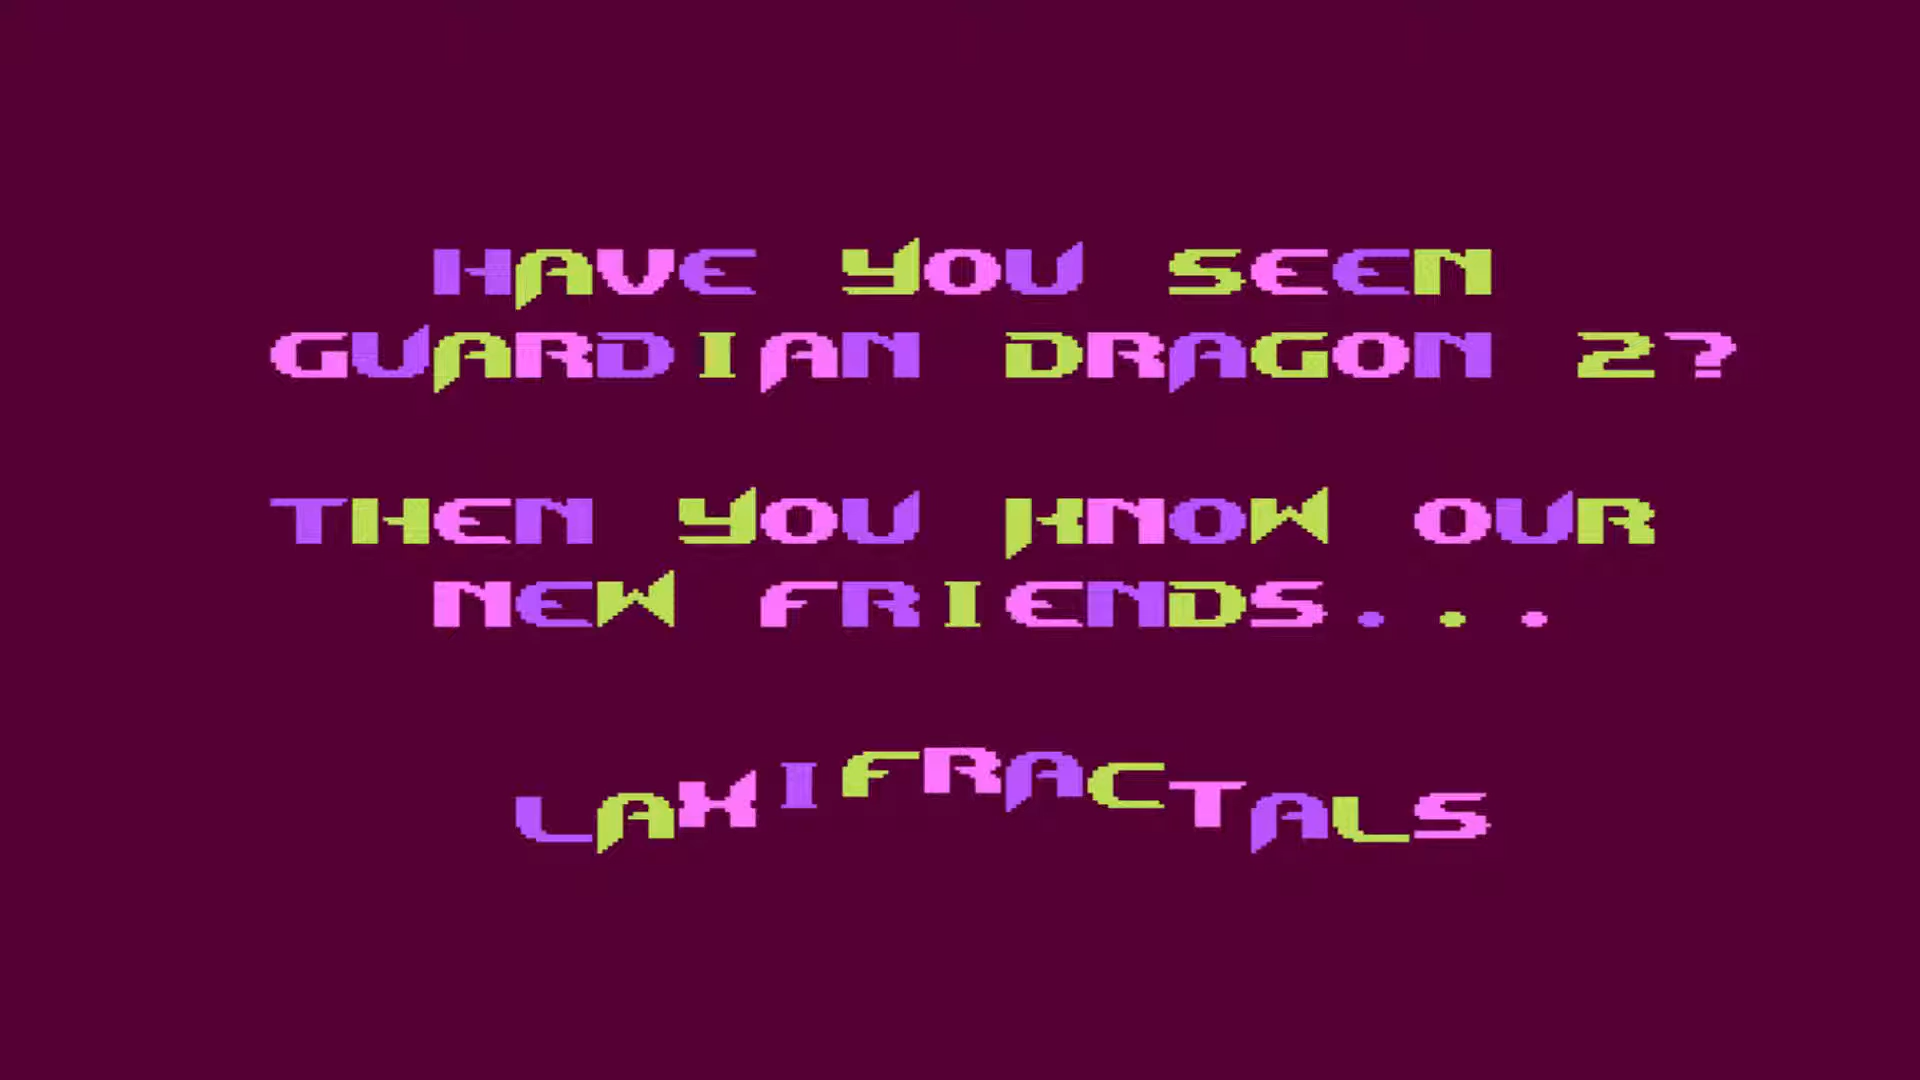 HAVE YOU SEEN
GUARDIAN DRAGON 2?
THEN YOU KNOW OUR
NEW FRIENDS...
LAXIFRACTALS